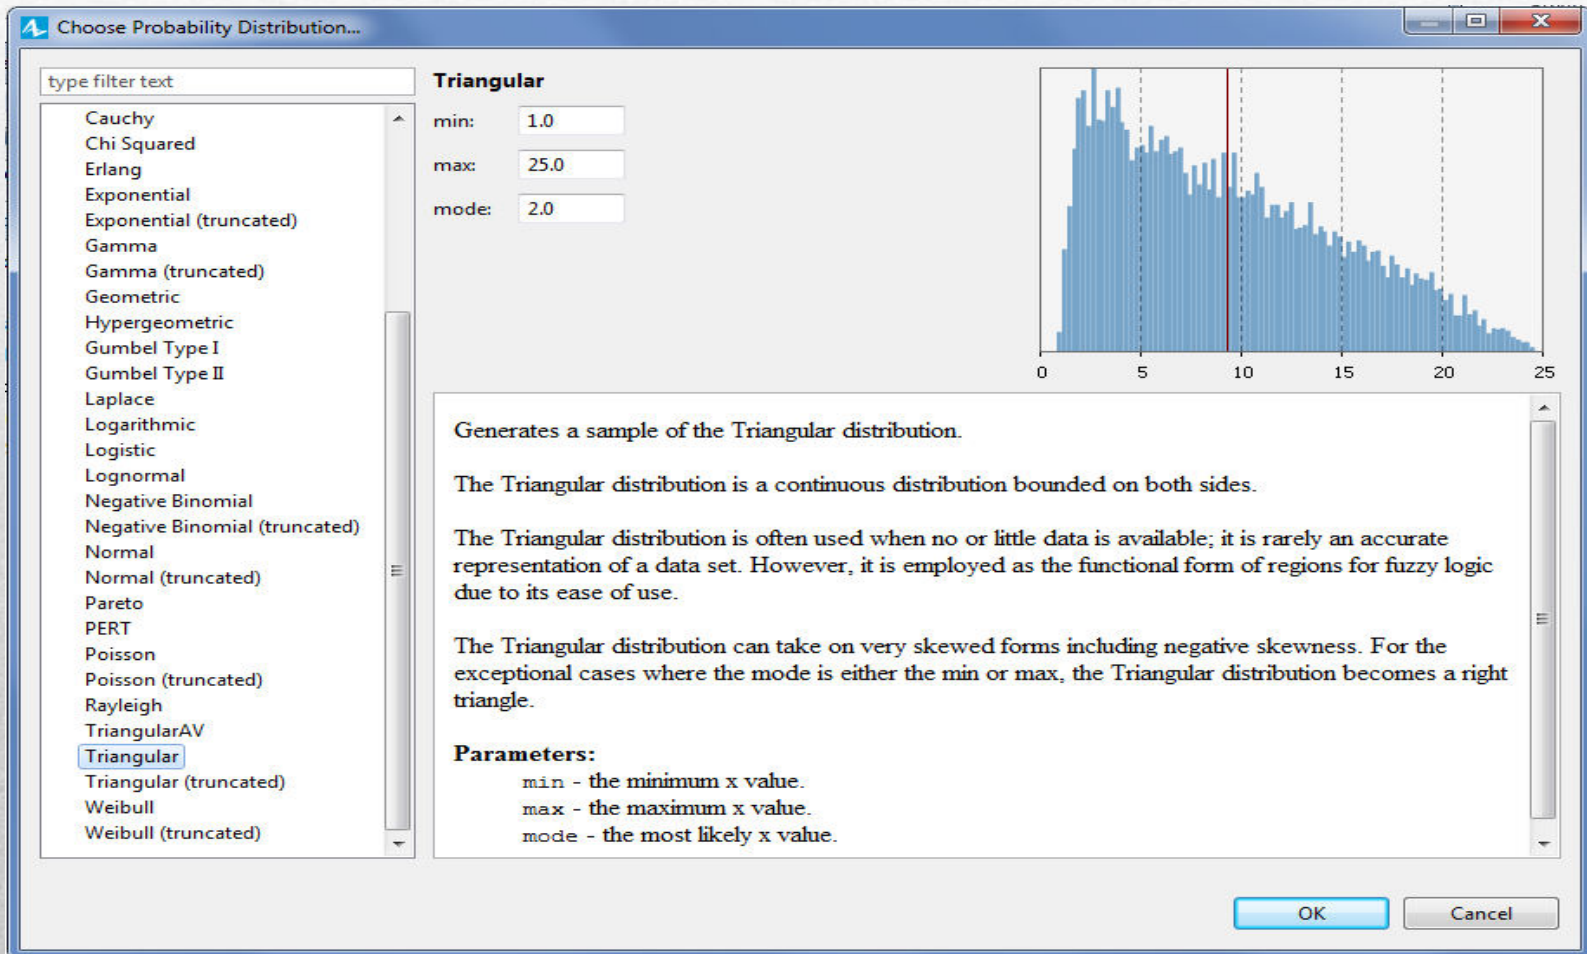 Choose Probability Distribution...
type filter text
Cauchy
Chi Squared
Erlang
Exponential
Exponential (truncated)
Gamma
Gamma (truncated)
Geometric
Hypergeometric
Gumbel Type I
Gumbel Type II
Laplace
Logarithmic
Logistic
Lognormal
Negative Binomial
Negative Binomial (truncated)
Normal
Normal (truncated)
Pareto
PERT
Poisson
Poisson (truncated)
Rayleigh
TriangularAV
Triangular
Triangular (truncated)
Weibull
Weibull (truncated)
Triangular
min: 1.0
max: 25.0
mode: 2.0
0 5 10 15 20 25
Generates a sample of the Triangular distribution.
The Triangular distribution is a continuous distribution bounded on both sides.
The Triangular distribution is often used when no or little data is available; it is rarely an accurate
representation of a data set. However, it is employed as the functional form of regions for fuzzy logic
due to its ease of use.
The Triangular distribution can take on very skewed forms including negative skewness. For the
exceptional cases where the mode is either the min or max, the Triangular distribution becomes a right
triangle.
Parameters:
min - the minimum x value.
max - the maximum x value.
mode - the most likely x value.
OK Cancel